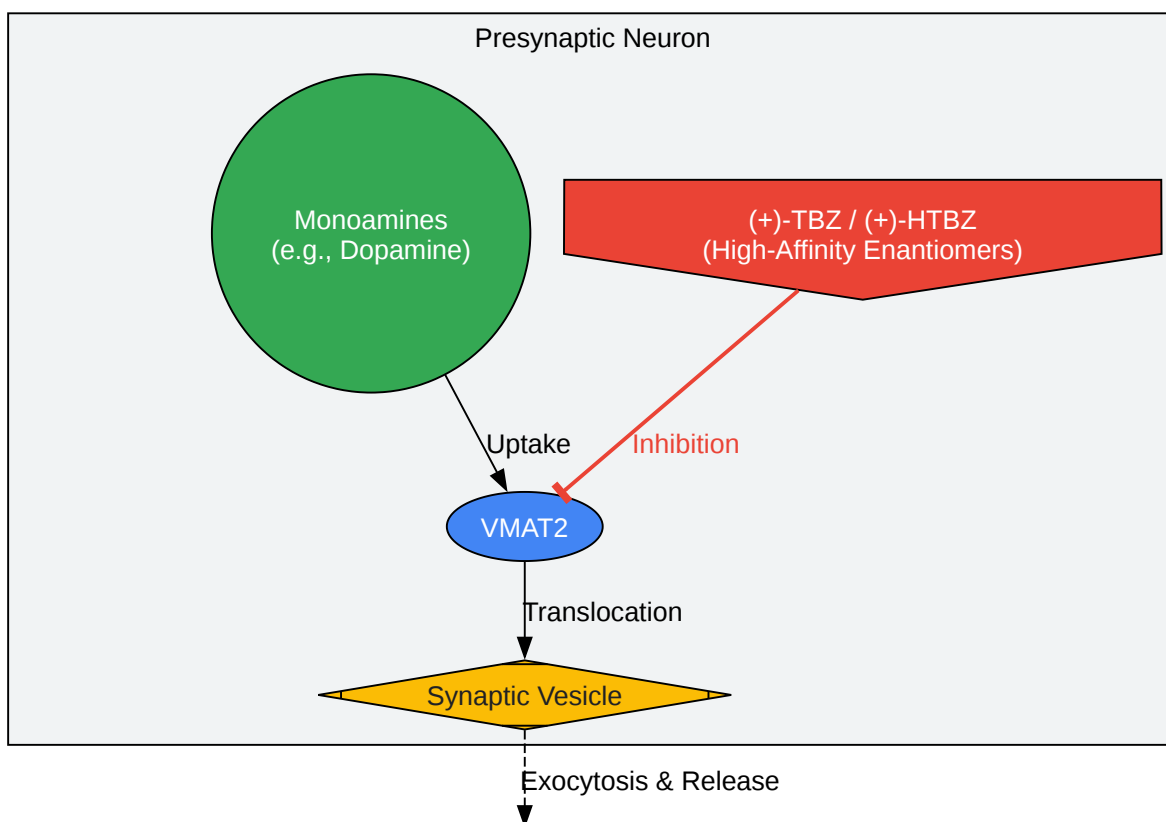 Presynaptic Neuron
Monoamines
(e.g., Dopamine)
(+)-TBZ / (+)-HTBZ
(High-Affinity Enantiomers)
Uptake
Inhibition
VMAT2
Translocation
Synaptic Vesicle
Exocytosis & Release